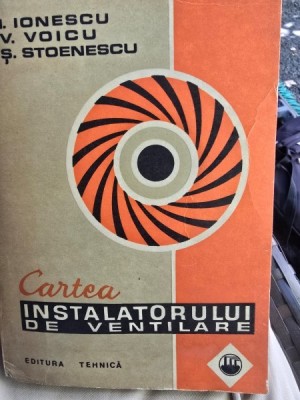 I. IONESCU
V. VOICU
Ș. STOENESCU
Cartea
INSTALATORULUI
DE VENTILARE
EDITURA TEHNICĂ